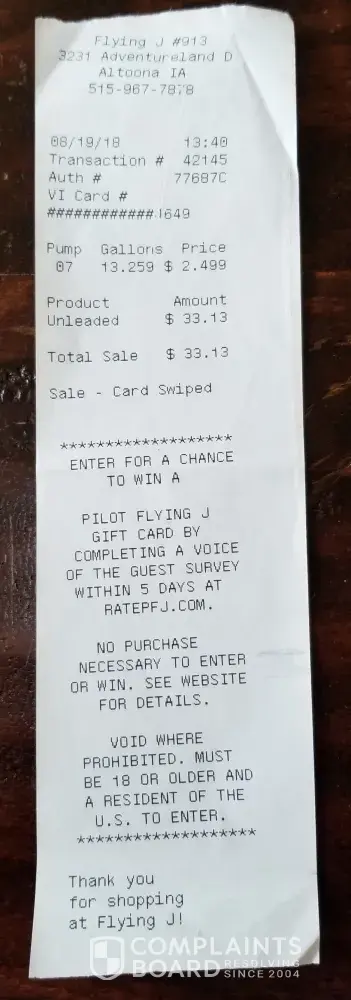 Flying J #913
3231 Adventureland D
Altoona IA
515-967-7878
08/19/18 13:40
Transaction # 42145
Auth # 77687C
VI Card #
############1649
Pump Gallons Price
07 13.259 $ 2.499
Product Amount
Unleaded $ 33.13
Total Sale $ 33.13
Sale - Card Swiped
*******************
ENTER FOR A CHANCE
TO WIN A
PILOT FLYING J
GIFT CARD BY
COMPLETING A VOICE
OF THE GUEST SURVEY
WITHIN 5 DAYS AT
RATEPFJ.COM.
NO PURCHASE
NECESSARY TO ENTER
OR WIN. SEE WEBSITE
FOR DETAILS.
VOID WHERE
PROHIBITED. MUST
BE 18 OR OLDER AND
A RESIDENT OF THE
U.S. TO ENTER.
*******************
Thank you
for shopping
at Flying J!
COMPLAINTS
BOARD RESOLVING
SINCE 2004